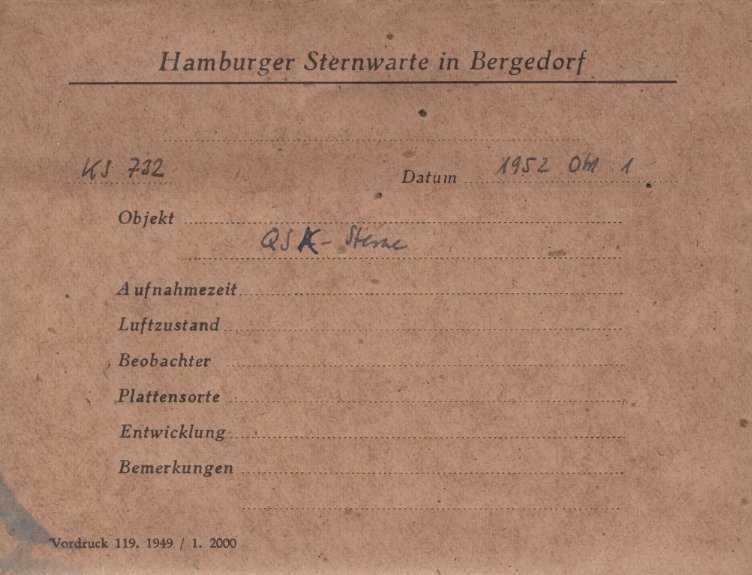 Hamburger Sternwarte in Bergedorf
KS 732
Datum 1952 Okt 1
Objekt
QSK-Sterne
Aufnahmezeit
Luftzustand
Beobachter
Plattensorte
Entwicklung
Bemerkungen
Vordruck 119. 1949 / 1. 2000